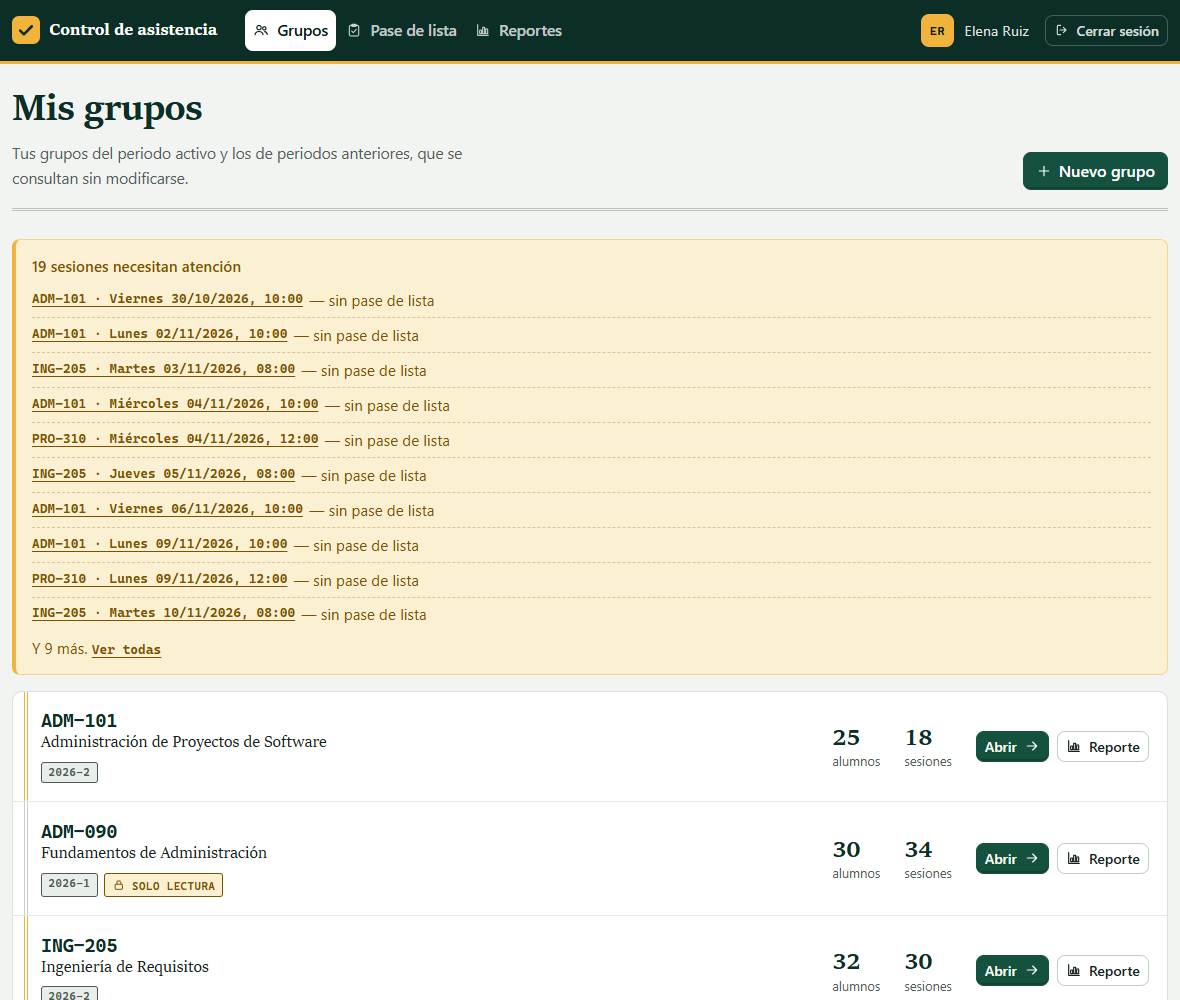 Control de asistencia
Grupos
Pase de lista
Reportes
ER
Elena Ruiz
Cerrar sesión
Mis grupos
Tus grupos del periodo activo y los de periodos anteriores, que se
consultan sin modificarse.
+ Nuevo grupo
19 sesiones necesitan atención
ADM-101 · Viernes 30/10/2026, 10:00 — sin pase de lista
ADM-101 · Lunes 02/11/2026, 10:00 — sin pase de lista
ING-205 · Martes 03/11/2026, 08:00 — sin pase de lista
ADM-101 · Miércoles 04/11/2026, 10:00 — sin pase de lista
PRO-310 · Miércoles 04/11/2026, 12:00 — sin pase de lista
ING-205 · Jueves 05/11/2026, 08:00 — sin pase de lista
ADM-101 · Viernes 06/11/2026, 10:00 — sin pase de lista
ADM-101 · Lunes 09/11/2026, 10:00 — sin pase de lista
PRO-310 · Lunes 09/11/2026, 12:00 — sin pase de lista
ING-205 · Martes 10/11/2026, 08:00 — sin pase de lista
Y 9 más. Ver todas
ADM-101
Administración de Proyectos de Software
2026-2
25
alumnos
18
sesiones
Abrir →
Reporte
ADM-090
Fundamentos de Administración
2026-1
SOLO LECTURA
30
alumnos
34
sesiones
Abrir →
Reporte
ING-205
Ingeniería de Requisitos
2026-2
32
alumnos
30
sesiones
Abrir →
Reporte